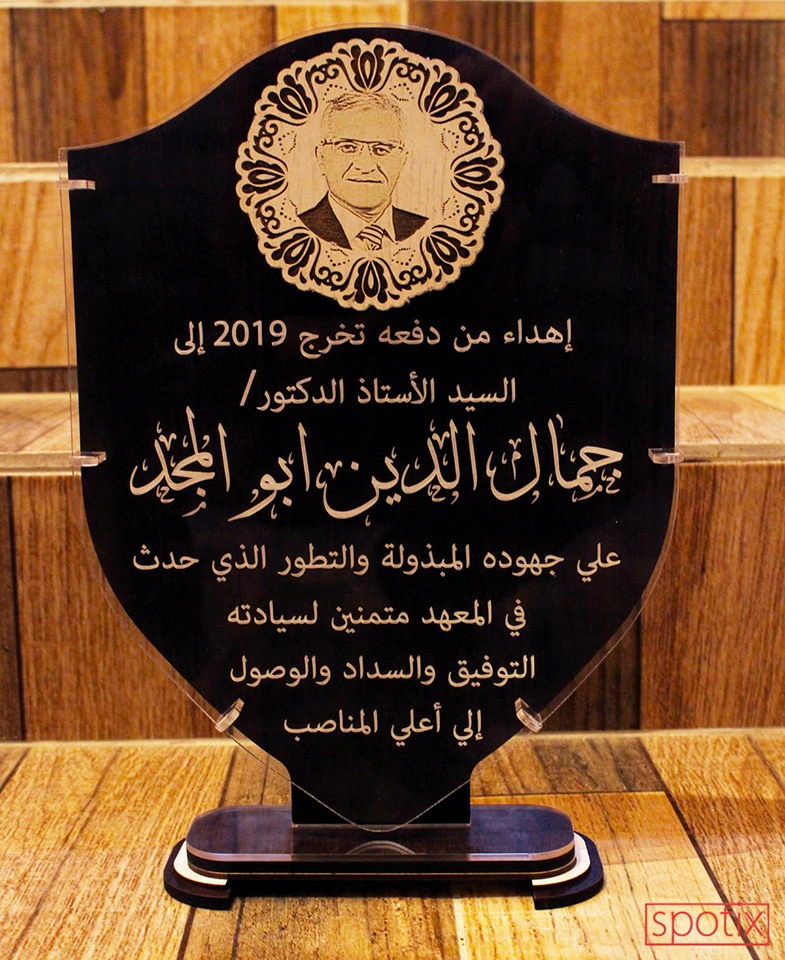 إهداء من دفعه تخرج 2019 إلى
السيد الأستاذ الدكتور/
جمال الدين ابو المجد
علي جهوده المبذولة والتطور الذي حدث
في المعهد متمنين لسيادته
التوفيق والسداد والوصول
إلي أعلي المناصب
spotix